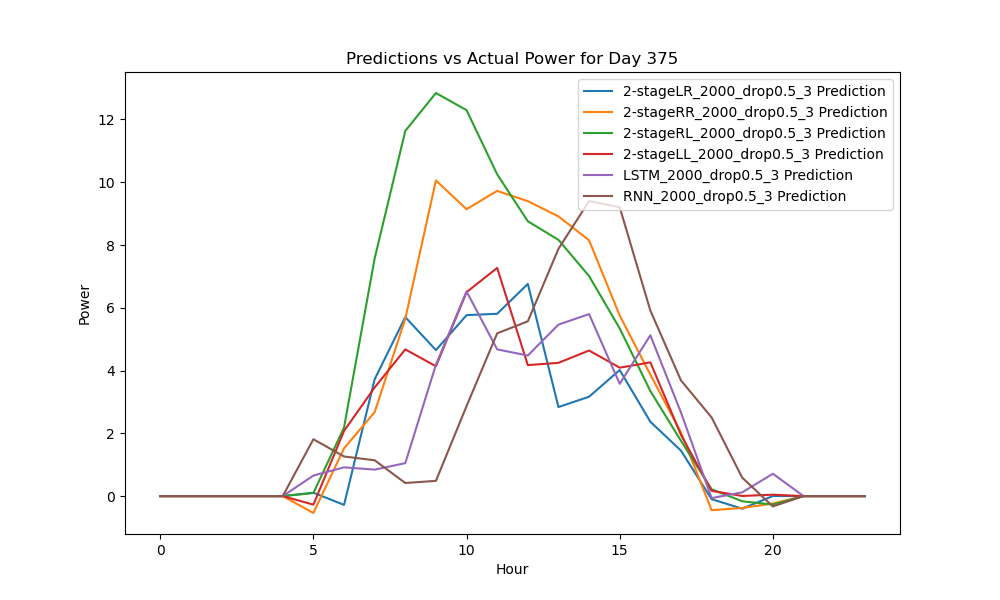 Predictions vs Actual Power for Day 375
2-stageLR_2000_drop0.5_3 Prediction
2-stageRR_2000_drop0.5_3 Prediction
2-stageRL_2000_drop0.5_3 Prediction
2-stageLL_2000_drop0.5_3 Prediction
LSTM_2000_drop0.5_3 Prediction
RNN_2000_drop0.5_3 Prediction
Power
12
10
8
6
4
2
0
0 5 10 15 20
Hour